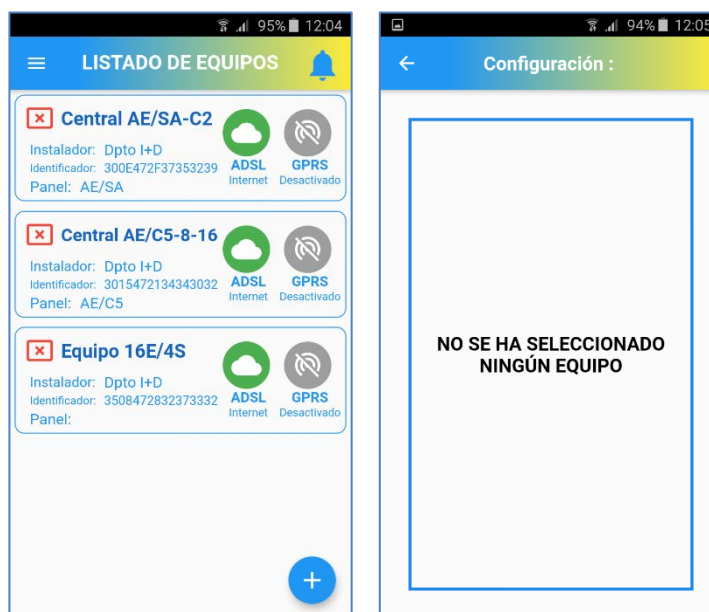 95% 12:04
LISTADO DE EQUIPOS
Central AE/SA-C2
Instalador: Dpto I+D
Identificador: 300E472F37353239
Panel: AE/SA
ADSL
Internet
GPRS
Desactivado
Central AE/C5-8-16
Instalador: Dpto I+D
Identificador: 3015472134343032
Panel: AE/C5
ADSL
Internet
GPRS
Desactivado
Equipo 16E/4S
Instalador: Dpto I+D
Identificador: 3508472832373332
Panel:
ADSL
Internet
GPRS
Desactivado
+
94% 12:05
Configuración :
NO SE HA SELECCIONADO
NINGÚN EQUIPO